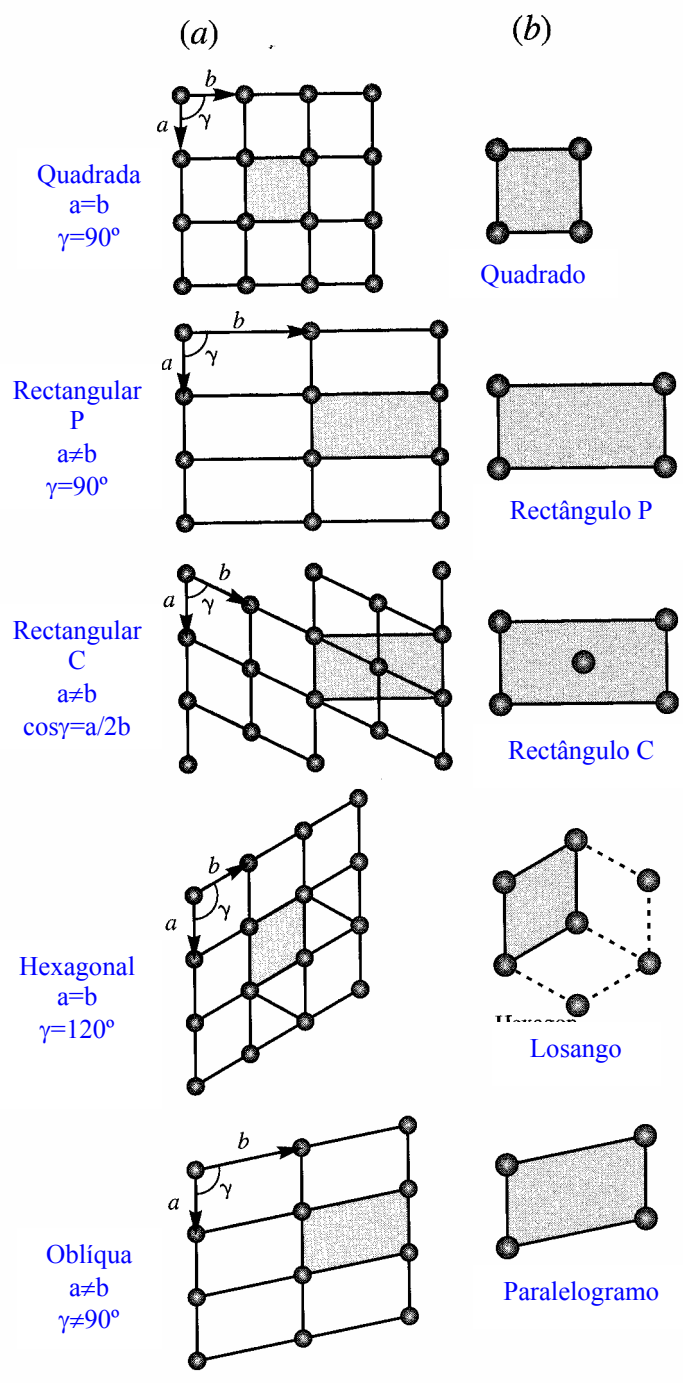 (a)
(b)
b
a
γ
Quadrada
a=b
γ=90º
Quadrado
b
a
γ
Rectangular
P
a≠b
γ=90º
Rectângulo P
b
a
γ
Rectangular
C
a≠b
cosγ=a/2b
Rectângulo C
b
a
γ
Hexagonal
a=b
γ=120º
Losango
b
a
γ
Oblíqua
a≠b
γ≠90º
Paralelogramo